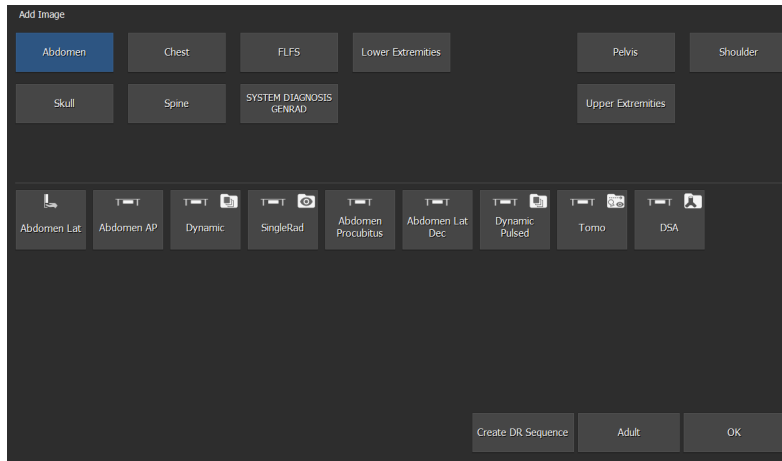 Add Image
Abdomen
Chest
FLFS
Lower Extremities
Pelvis
Shoulder
Skull
Spine
SYSTEM DIAGNOSIS
GENRAD
Upper Extremities
Abdomen Lat
Abdomen AP
Dynamic
SingleRad
Abdomen
Procubitus
Abdomen Lat
Dec
Dynamic
Pulsed
Tomo
DSA
Create DR Sequence
Adult
OK